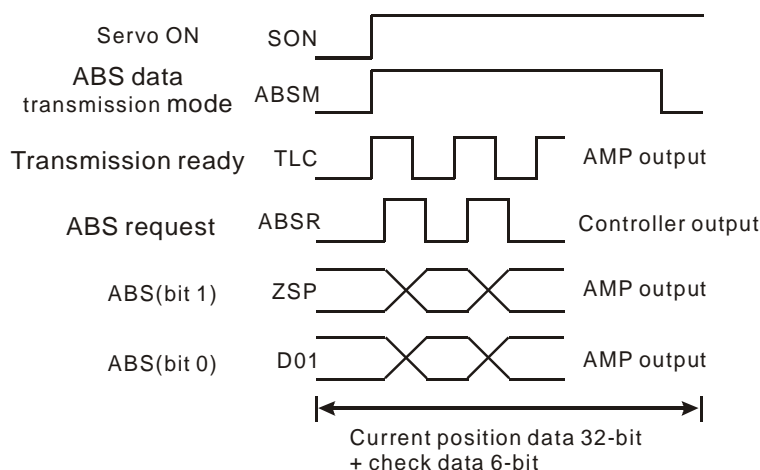 Servo ON SON
ABS data
transmission mode ABSM
Transmission ready TLC AMP output
ABS request ABSR Controller output
ABS(bit 1) ZSP AMP output
ABS(bit 0) D01 AMP output
Current position data 32-bit
+ check data 6-bit